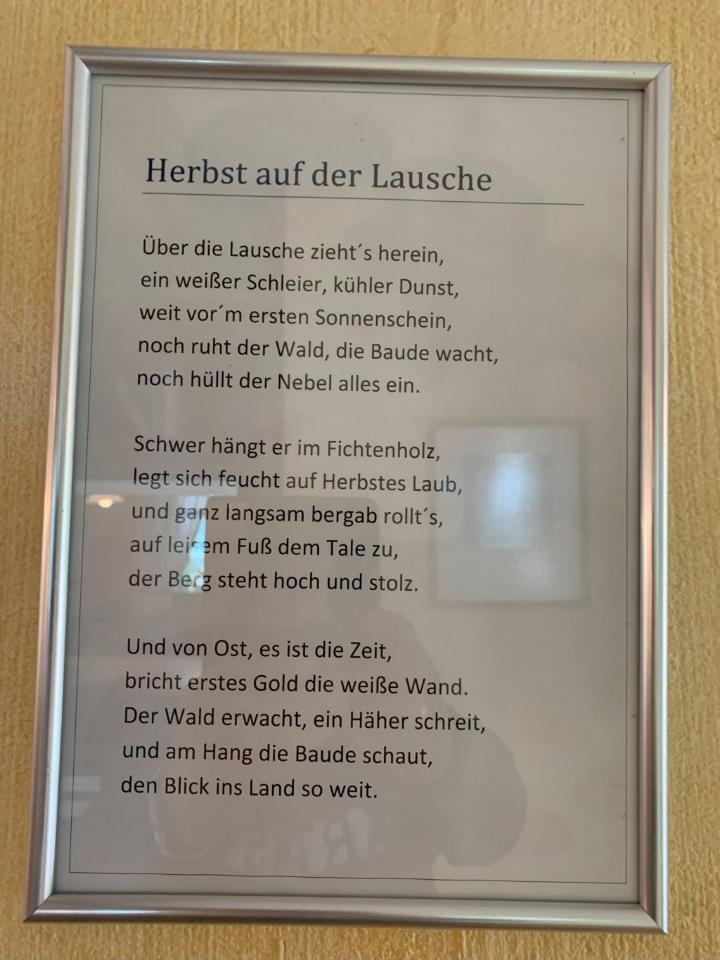 Herbst auf der Lausche
Über die Lausche zieht´s herein,
ein weißer Schleier, kühler Dunst,
weit vor´m ersten Sonnenschein,
noch ruht der Wald, die Baude wacht,
noch hüllt der Nebel alles ein.
Schwer hängt er im Fichtenholz,
legt sich feucht auf Herbstes Laub,
und ganz langsam bergab rollt´s,
auf leisem Fuß dem Tale zu,
der Berg steht hoch und stolz.
Und von Ost, es ist die Zeit,
bricht erstes Gold die weiße Wand.
Der Wald erwacht, ein Häher schreit,
und am Hang die Baude schaut,
den Blick ins Land so weit.